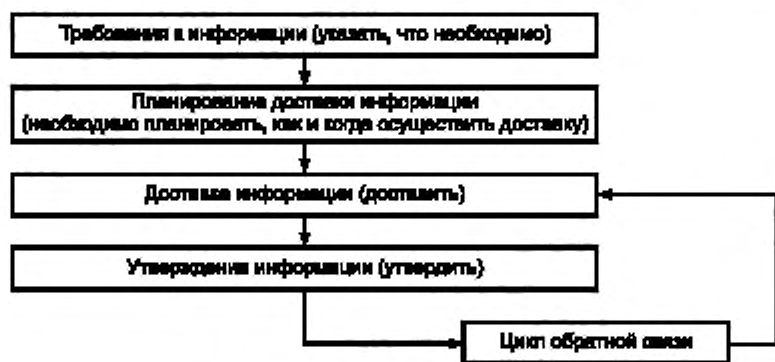 Требования к информации (указать, что необходимо)
Планирование доставки информации
(необходимо планировать, как и когда осуществить доставку)
Доставка информации (доставить)
Утверждения информации (утвердить)
Цикл обратной связи